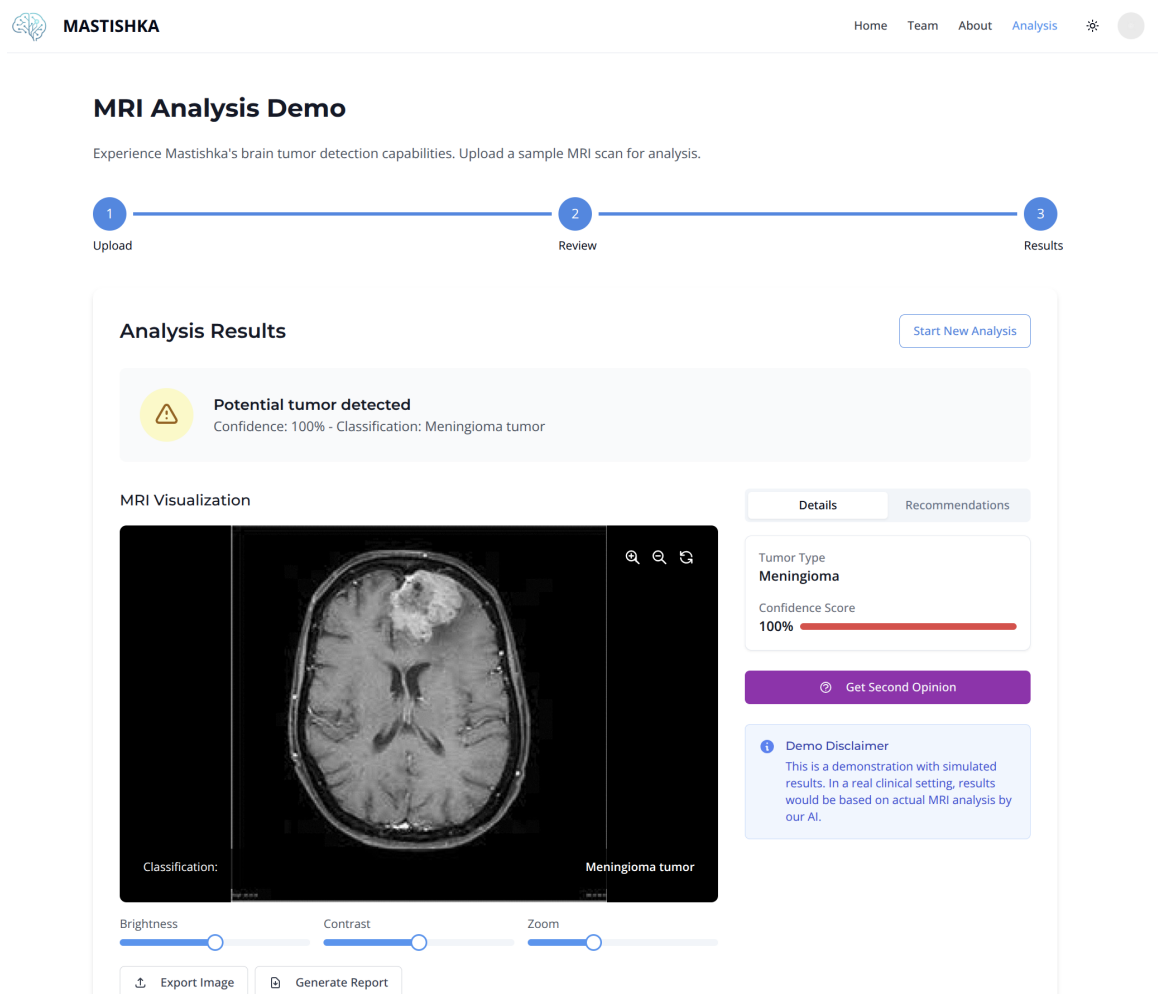 MASTISHKA
Home Team About Analysis
MRI Analysis Demo
Experience Mastishka's brain tumor detection capabilities. Upload a sample MRI scan for analysis.
1 2 3
Upload Review Results
Analysis Results
Start New Analysis
Potential tumor detected
Confidence: 100% - Classification: Meningioma tumor
MRI Visualization
Details Recommendations
Tumor Type
Meningioma
Confidence Score
100%
Get Second Opinion
Demo Disclaimer
This is a demonstration with simulated
results. In a real clinical setting, results
would be based on actual MRI analysis by
our AI.
Classification: Meningioma tumor
Brightness Contrast Zoom
Export Image Generate Report